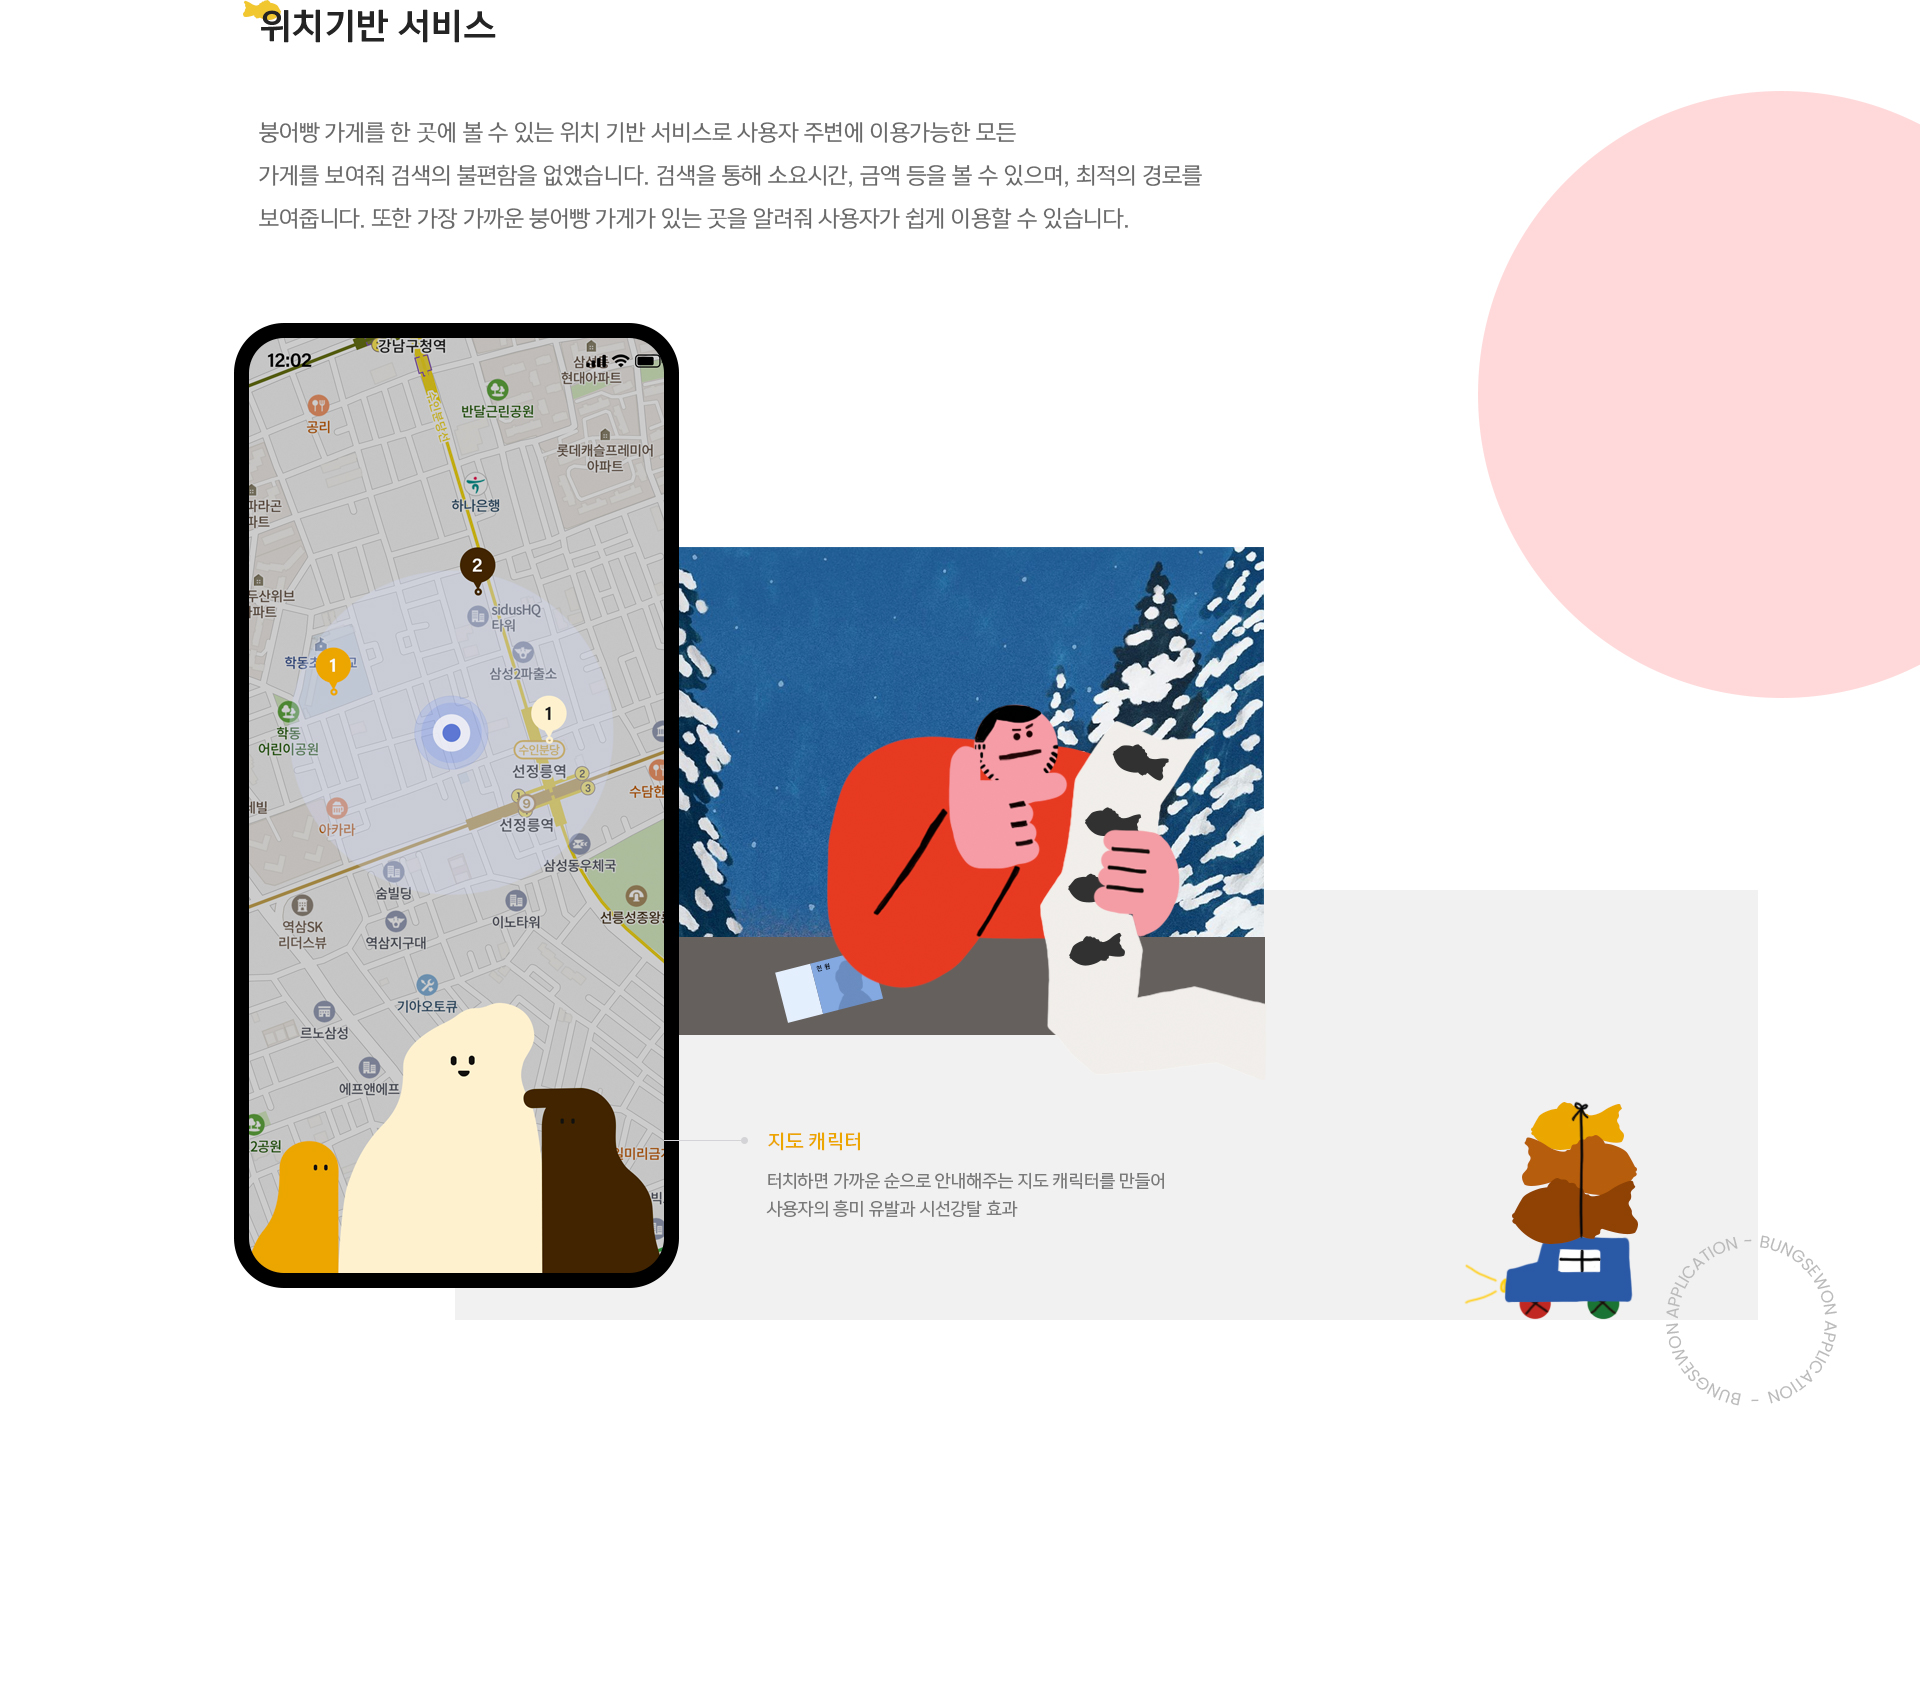 위치기반 서비스
붕어빵 가게를 한 곳에 볼 수 있는 위치 기반 서비스로 사용자 주변에 이용가능한 모든
가게를 보여줘 검색의 불편함을 없앴습니다. 검색을 통해 소요시간, 금액 등을 볼 수 있으며, 최적의 경로를
보여줍니다. 또한 가장 가까운 붕어빵 가게가 있는 곳을 알려줘 사용자가 쉽게 이용할 수 있습니다.
강남구청역
12:02
현대아파트
반달근린공원
공리
수인분당선
롯데캐슬프레미어
아파트
하나은행
파라곤
파트
2
두산위브
파트
sidusHQ
타워
학동
1
삼성2파출소
1
학동
어린이공원
수인분당
선정릉역
2
3
1
9
수담한
선정릉역
아카라
삼성동우체국
숨빌딩
이노타워
선릉성종왕릉
역삼SK
리더스뷰
역삼지구대
만 원
기아오토큐
르노삼성
에프앤에프
2공원
지도 캐릭터
터치하면 가까운 순으로 안내해주는 지도 캐릭터를 만들어
사용자의 흥미 유발과 시선강탈 효과
BUNGSEWON APPLICATION - BUNGSEWON APPLICATION -